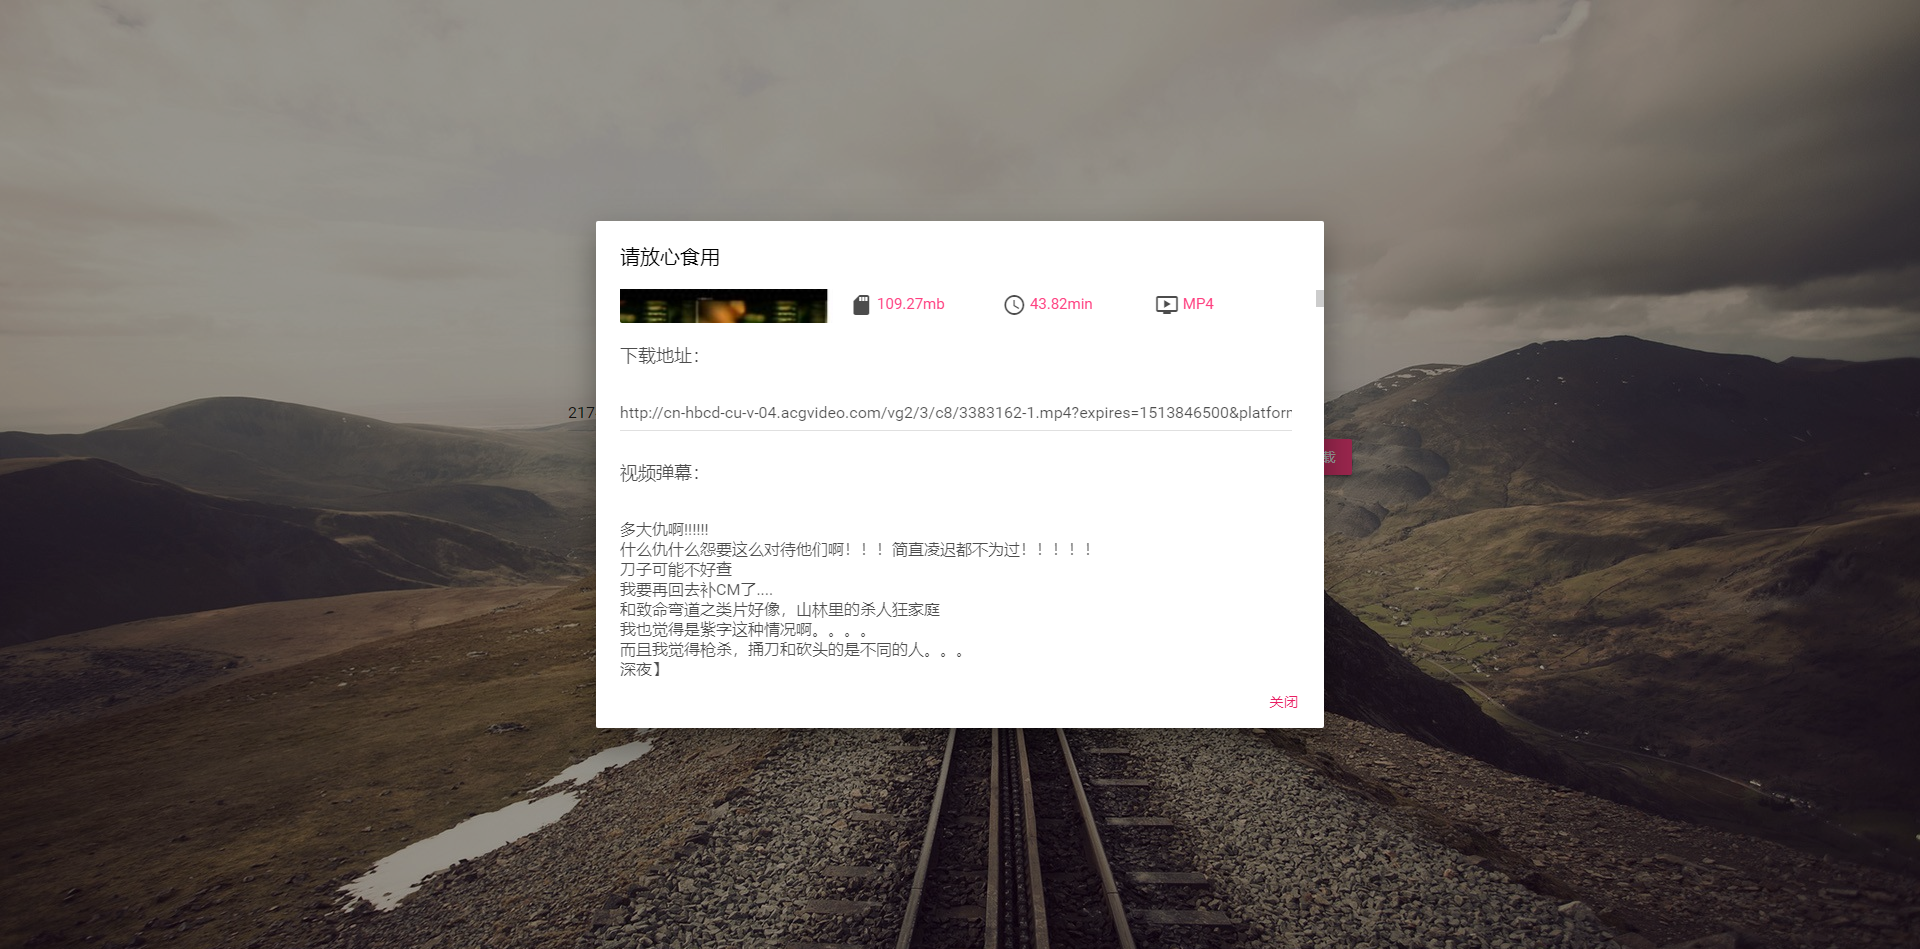 请放心食用
109.27mb
43.82min
MP4
下载地址：
217
http://cn-hbcd-cu-v-04.acgvideo.com/vg2/3/c8/3383162-1.mp4?expires=1513846500&platforn
载
视频弹幕：
多大仇啊!!!!!!
什么仇什么怨要这么对待他们啊！！！简直凌迟都不为过！！！！！
刀子可能不好查
我要再回去补CM了....
和致命弯道之类片好像，山林里的杀人狂家庭
我也觉得是紫字这种情况啊。。。。
而且我觉得枪杀，捅刀和砍头的是不同的人。。。
深夜】
关闭